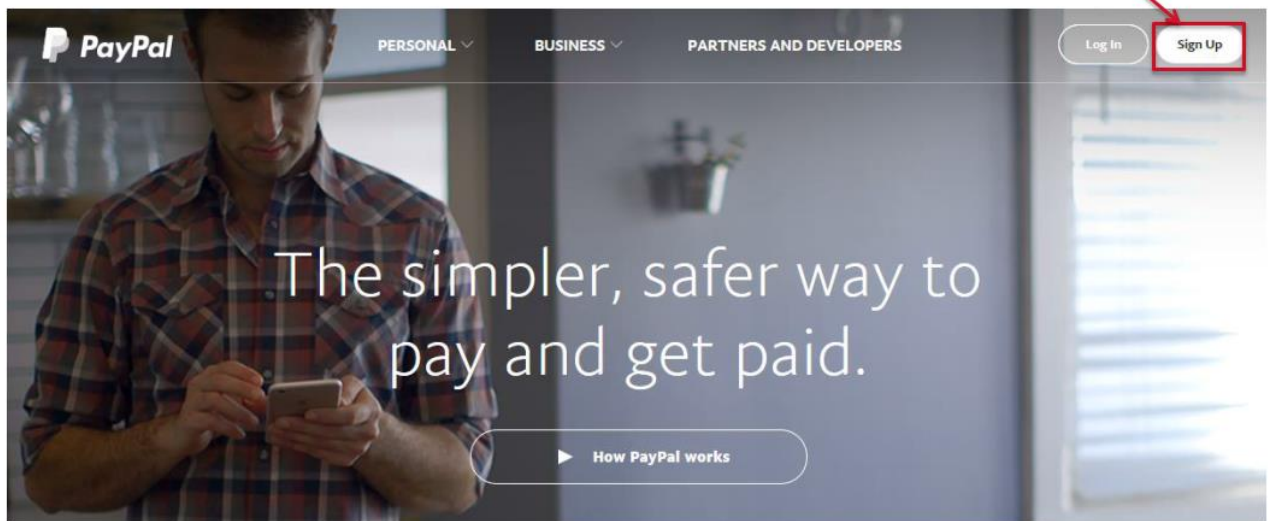 PayPal
PERSONAL
BUSINESS
PARTNERS AND DEVELOPERS
Log In
Sign Up
The simpler, safer way to
pay and get paid.
How PayPal works